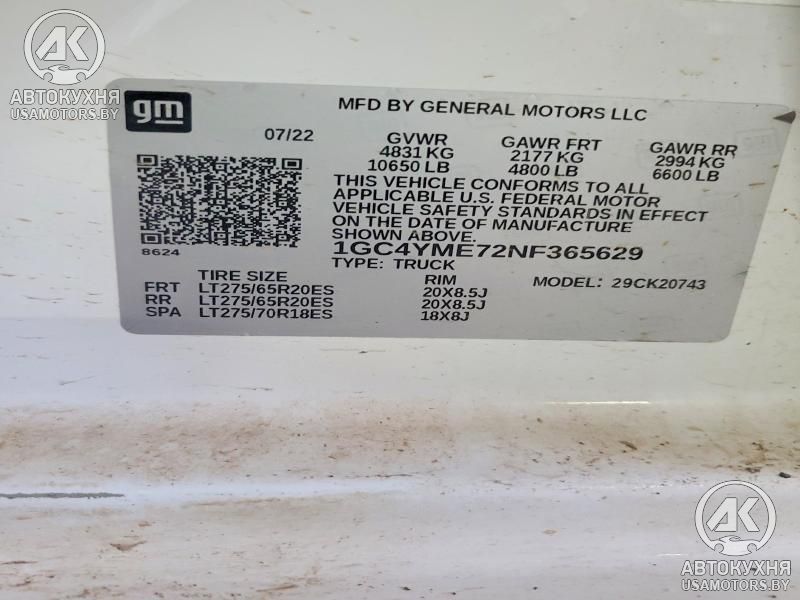 АК
АВТОКУХНЯ
USAMOTORS.BY
gm
MFD BY GENERAL MOTORS LLC
07/22
GVWR GAWR FRT GAWR RR
4831 KG 2177 KG 2994 KG
10650 LB 4800 LB 6600 LB
THIS VEHICLE CONFORMS TO ALL
APPLICABLE U.S. FEDERAL MOTOR
VEHICLE SAFETY STANDARDS IN EFFECT
ON THE DATE OF MANUFACTURE
SHOWN ABOVE.
8624
1GC4YME72NF365629
TYPE: TRUCK
TIRE SIZE RIM MODEL: 29CK20743
FRT LT275/65R20ES 20X8.5J
RR LT275/65R20ES 20X8.5J
SPA LT275/70R18ES 18X8J
АК
АВТОКУХНЯ
USAMOTORS.BY